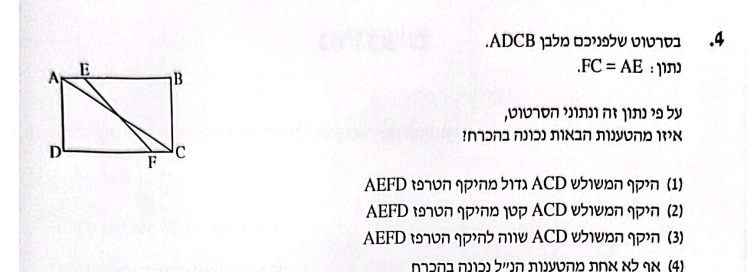 4. בסרטוט שלפניכם מלבן ADCB.
נתון: FC = AE.
על פי נתון זה ונתוני הסרטוט,
איזו מהטענות הבאות נכונה בהכרח?
A E B
D F C
(1) היקף המשולש ACD גדול מהיקף הטרפז AEFD
(2) היקף המשולש ACD קטן מהיקף הטרפז AEFD
(3) היקף המשולש ACD שווה להיקף הטרפז AEFD
(4) אף לא אחת מהטענות הנ״ל נכונה בהכרח